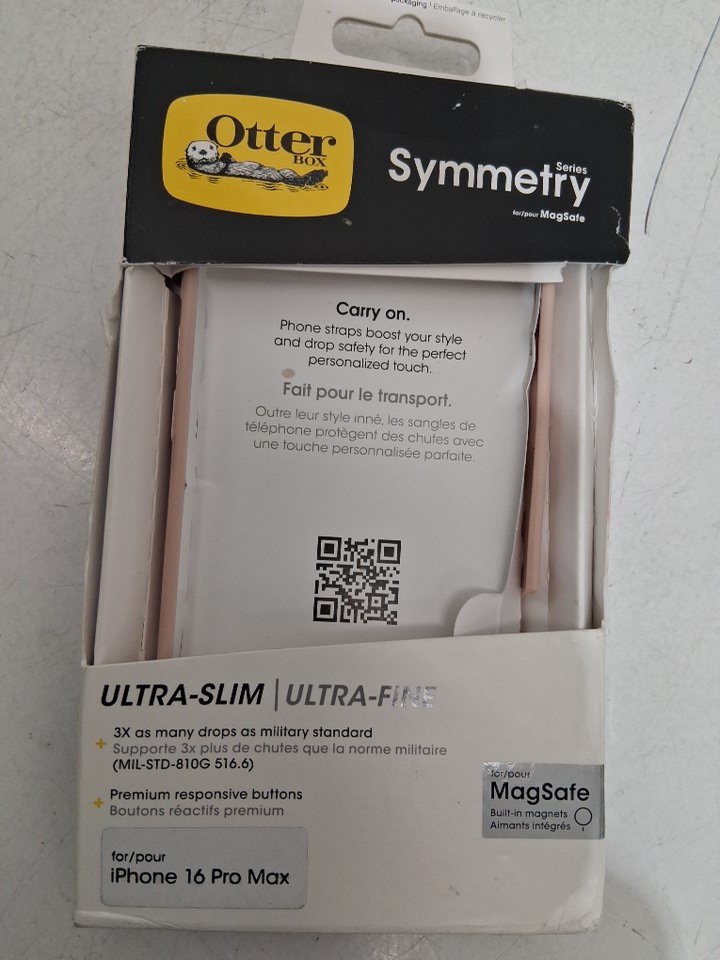 packaging | Emballage à recycler
Otter
BOX
Series
Symmetry
for/pour MagSafe
Carry on.
Phone straps boost your style
and drop safety for the perfect
personalized touch.
Fait pour le transport.
Outre leur style inné, les sangles de
téléphone protègent des chutes avec
une touche personnalisée parfaite.
ULTRA-SLIM | ULTRA-FINE
+ 3X as many drops as military standard
Supporte 3x plus de chutes que la norme militaire
(MIL-STD-810G 516.6)
+ Premium responsive buttons
Boutons réactifs premium
for/pour
MagSafe
Built-in magnets
Aimants intégrés
for/pour
iPhone 16 Pro Max